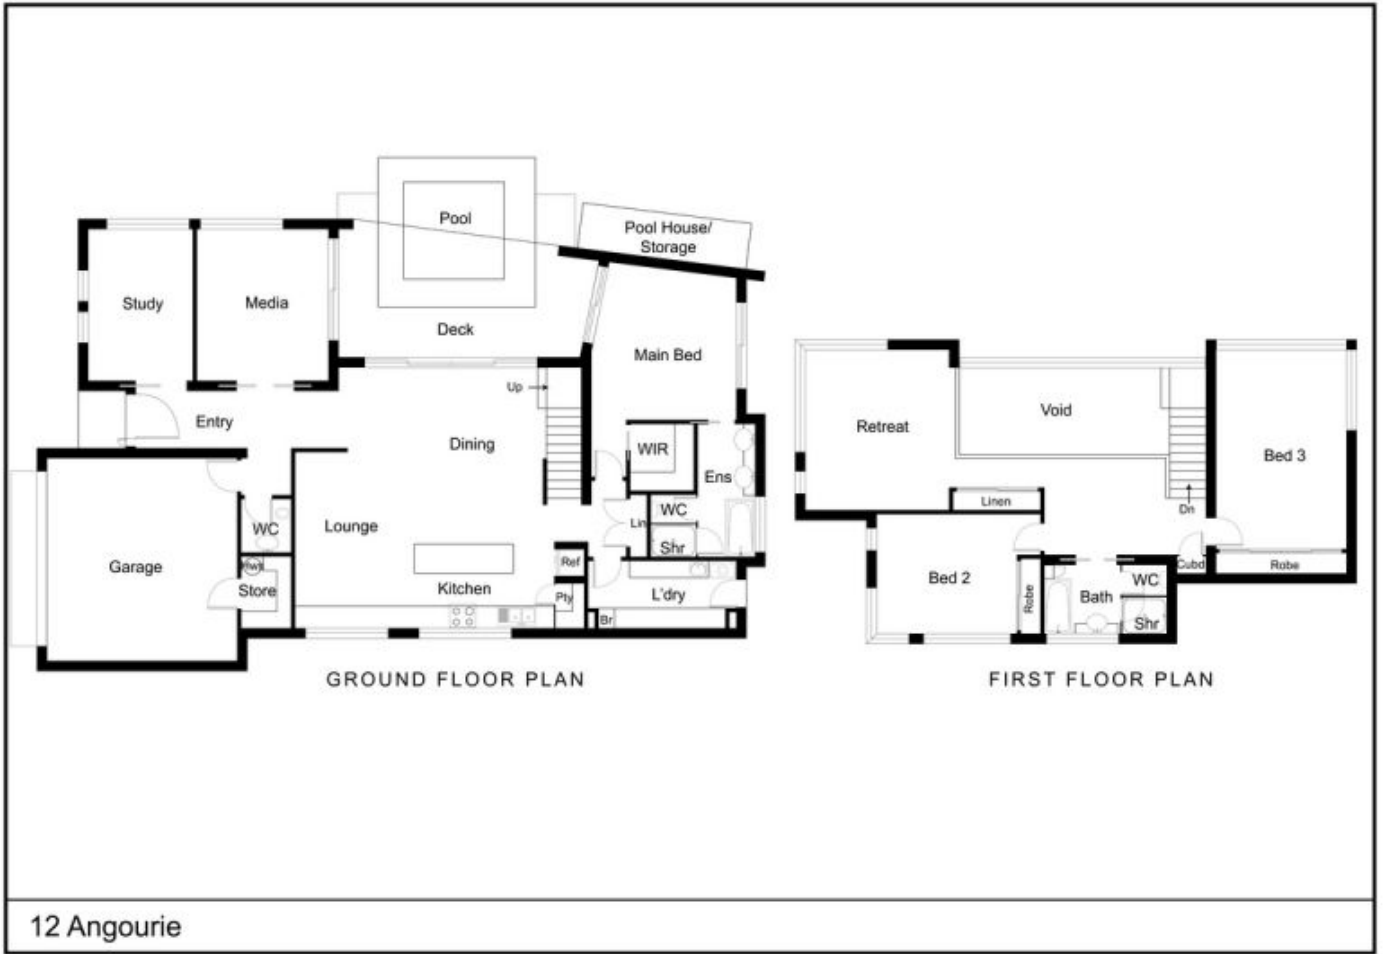 Pool
Pool House/
Storage
Study
Media
Deck
Main Bed
Up
Entry
Dining
WIR
Ens
Lounge
WC
Lin
WC
Shr
Garage
Hws
Store
Kitchen
Ref
Pty
L'dry
Br
GROUND FLOOR PLAN
Retreat
Void
Bed 3
Linen
Dn
Bed 2
Robe
Bath
WC
Shr
Cubd
Robe
FIRST FLOOR PLAN
12 Angourie